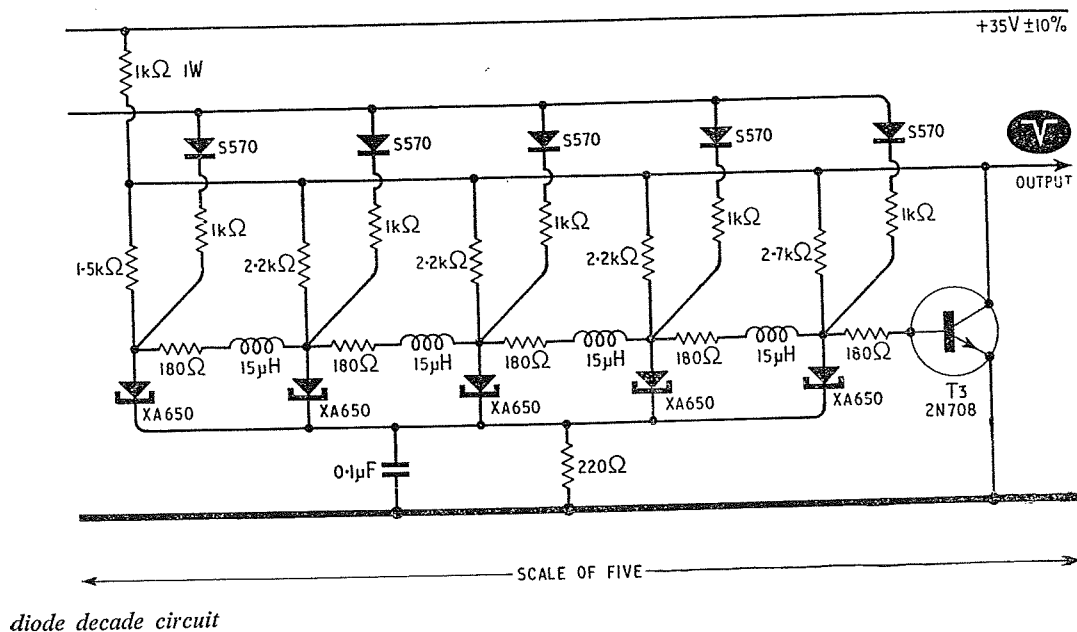 +35V ±10%
1kΩ 1W
S570
S570
S570
S570
S570
V
OUTPUT
1kΩ
1kΩ
1kΩ
1kΩ
1kΩ
1·5kΩ
2·2kΩ
2·2kΩ
2·2kΩ
2·7kΩ
180Ω
15μH
180Ω
15μH
180Ω
15μH
180Ω
15μH
180Ω
XA650
XA650
XA650
XA650
XA650
T3
2N708
0·1μF
220Ω
SCALE OF FIVE
diode decade circuit